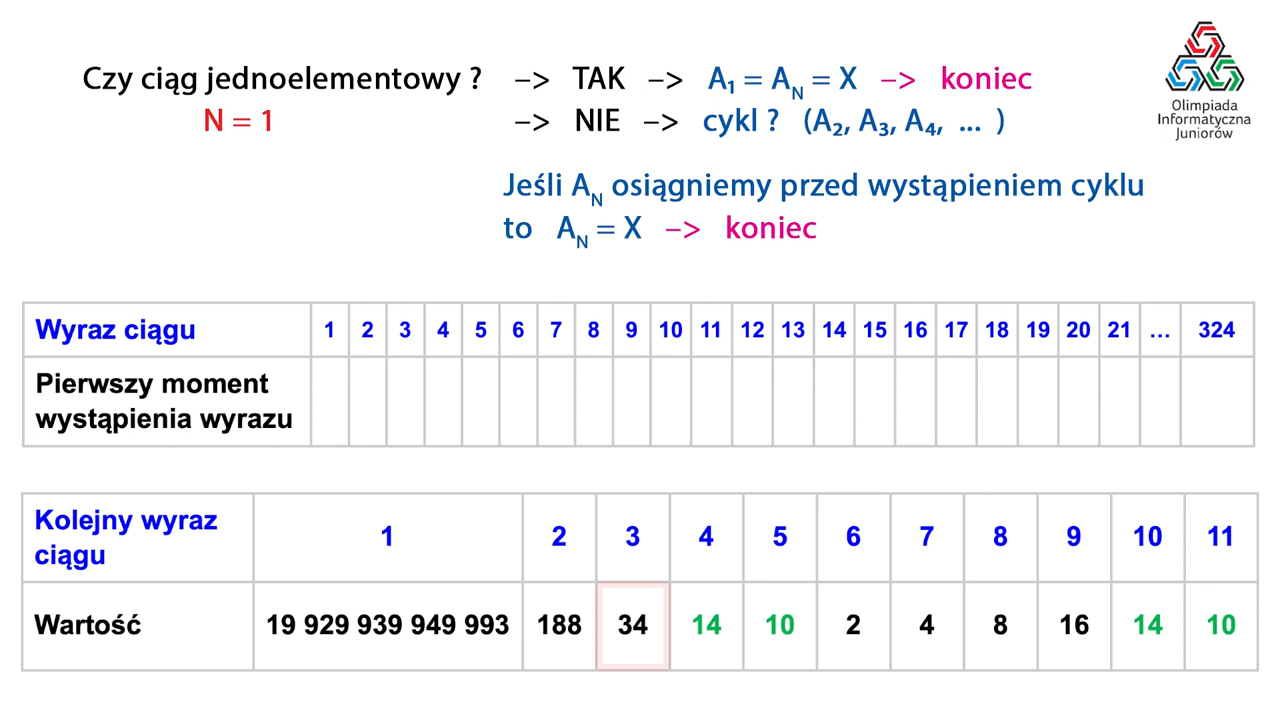 Czy ciąg jednoelementowy ? –> TAK –> A₁ = A_N = X –> koniec
N = 1 –> NIE –> cykl ? (A₂, A₃, A₄, ... )
Jeśli A_N osiągniemy przed wystąpieniem cyklu
to A_N = X –> koniec
Olimpiada
Informatyczna
Juniorów
Wyraz ciągu 1 2 3 4 5 6 7 8 9 10 11 12 13 14 15 16 17 18 19 20 21 ... 324
Pierwszy moment
wystąpienia wyrazu
Kolejny wyraz
ciągu 1 2 3 4 5 6 7 8 9 10 11
Wartość 19 929 939 949 993 188 34 14 10 2 4 8 16 14 10